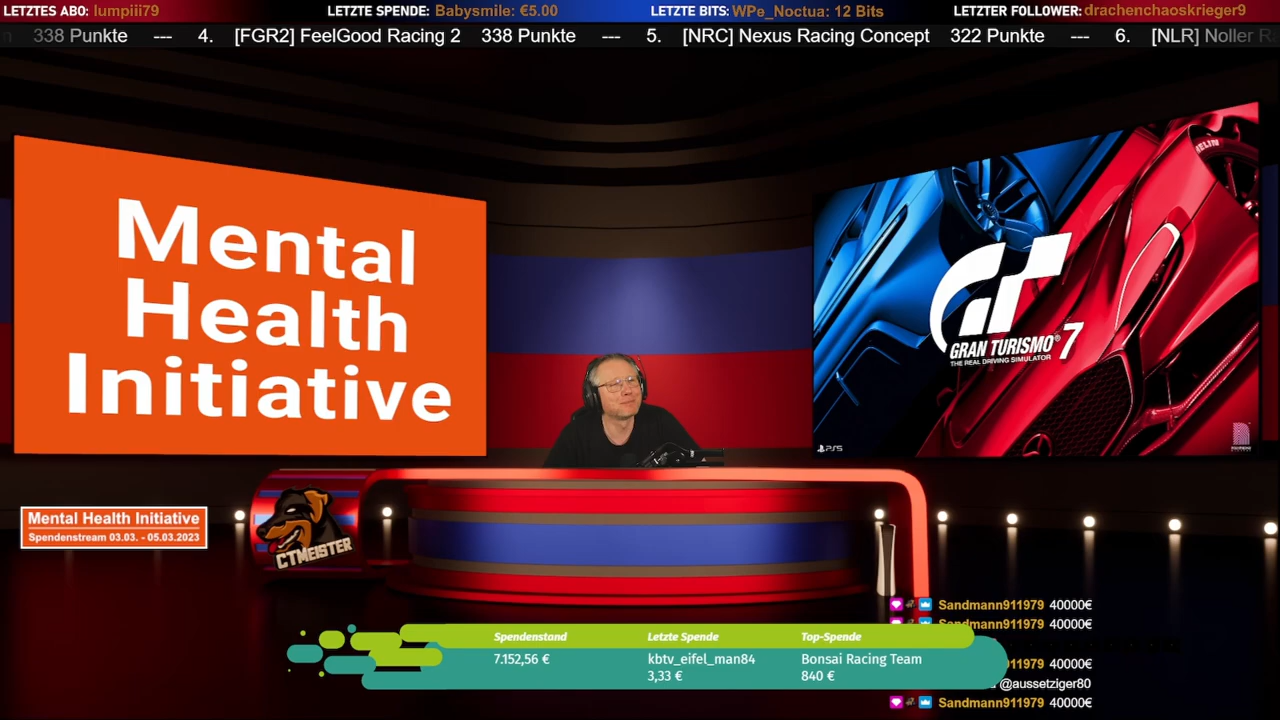 LETZTES ABO: lumpiii79 LETZTE SPENDE: Babysmile: €5.00 LETZTE BITS: WPe_Noctua: 12 Bits LETZTER FOLLOWER: drachenchaoskrieger9
338 Punkte --- 4. [FGR2] FeelGood Racing 2 338 Punkte --- 5. [NRC] Nexus Racing Concept 322 Punkte --- 6. [NLR] Noller
Mental
Health
Initiative
GRAN TURISMO® 7
THE REAL DRIVING SIMULATOR
PS5
Mental Health Initiative
Spendenstream 03.03. - 05.03.2023
CTMEISTER
Sandmann911979 40000€
Sandmann911979 40000€
911979 40000€
@aussetziger80
Sandmann911979 40000€
Spendenstand Letzte Spende Top-Spende
7.152,56 € kbtv_eifel_man84 Bonsai Racing Team
3,33 € 840 €